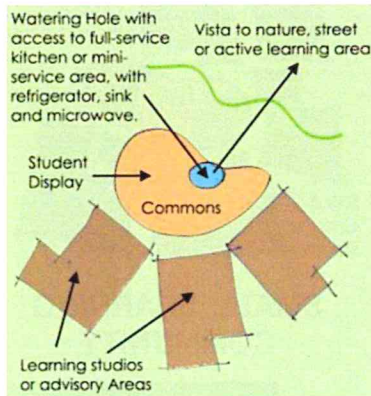 Watering Hole with
access to full-service
kitchen or mini-
service area, with
refrigerator, sink
and microwave.
Vista to nature, street
or active learning area
Student
Display
Commons
Learning studios
or advisory Areas